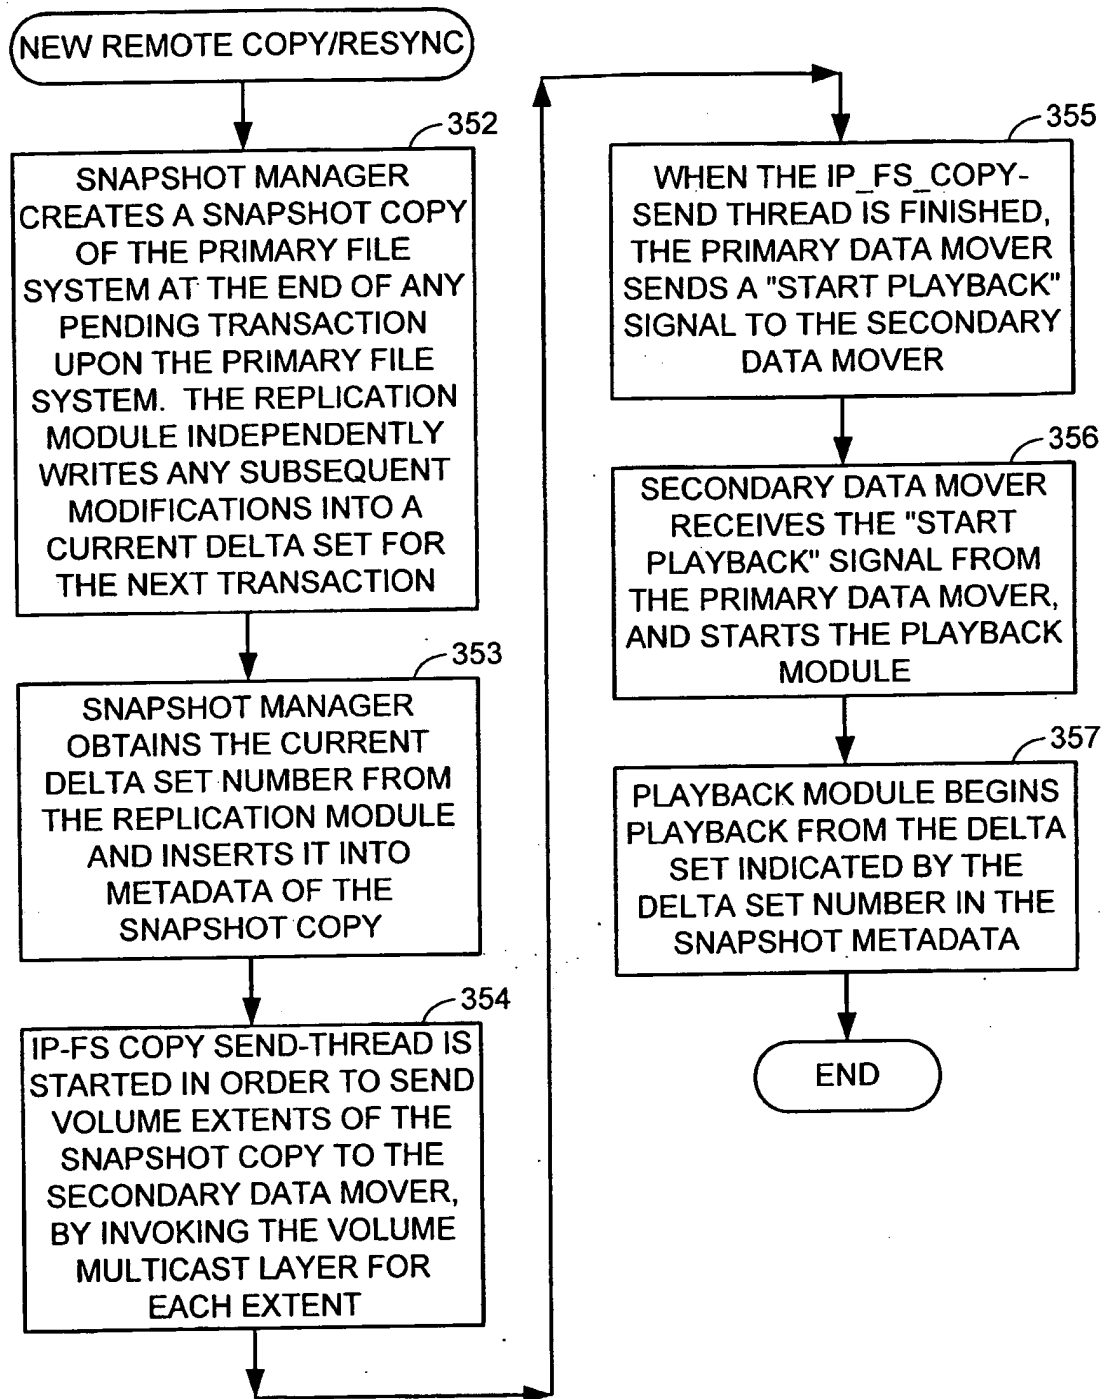 NEW REMOTE COPY/RESYNC
352
SNAPSHOT MANAGER
CREATES A SNAPSHOT COPY
OF THE PRIMARY FILE
SYSTEM AT THE END OF ANY
PENDING TRANSACTION
UPON THE PRIMARY FILE
SYSTEM. THE REPLICATION
MODULE INDEPENDENTLY
WRITES ANY SUBSEQUENT
MODIFICATIONS INTO A
CURRENT DELTA SET FOR
THE NEXT TRANSACTION
353
SNAPSHOT MANAGER
OBTAINS THE CURRENT
DELTA SET NUMBER FROM
THE REPLICATION MODULE
AND INSERTS IT INTO
METADATA OF THE
SNAPSHOT COPY
354
IP-FS COPY SEND-THREAD IS
STARTED IN ORDER TO SEND
VOLUME EXTENTS OF THE
SNAPSHOT COPY TO THE
SECONDARY DATA MOVER,
BY INVOKING THE VOLUME
MULTICAST LAYER FOR
EACH EXTENT
355
WHEN THE IP_FS_COPY-
SEND THREAD IS FINISHED,
THE PRIMARY DATA MOVER
SENDS A "START PLAYBACK"
SIGNAL TO THE SECONDARY
DATA MOVER
356
SECONDARY DATA MOVER
RECEIVES THE "START
PLAYBACK" SIGNAL FROM
THE PRIMARY DATA MOVER,
AND STARTS THE PLAYBACK
MODULE
357
PLAYBACK MODULE BEGINS
PLAYBACK FROM THE DELTA
SET INDICATED BY THE
DELTA SET NUMBER IN THE
SNAPSHOT METADATA
END